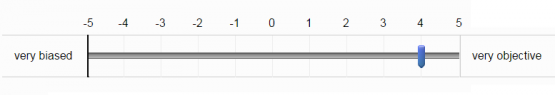 -5 -4 -3 -2 -1 0 1 2 3 4 5
very biased very objective